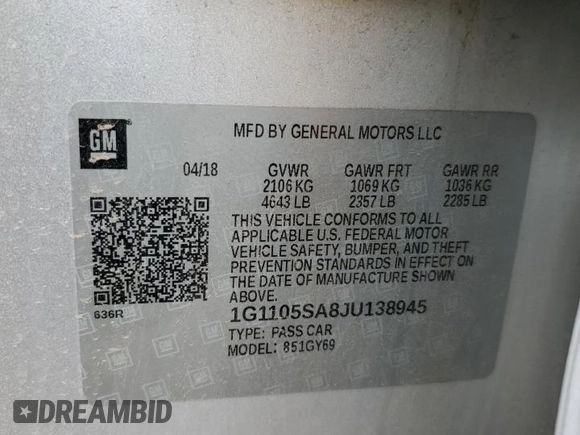 GM
MFD BY GENERAL MOTORS LLC
04/18 GVWR GAWR FRT GAWR RR
2106 KG 1069 KG 1036 KG
4643 LB 2357 LB 2285 LB
THIS VEHICLE CONFORMS TO ALL
APPLICABLE U.S. FEDERAL MOTOR
VEHICLE SAFETY, BUMPER, AND THEFT
PREVENTION STANDARDS IN EFFECT ON
THE DATE OF MANUFACTURE SHOWN
ABOVE.
636R
1G1105SA8JU138945
TYPE: PASS CAR
MODEL: 851GY69
DREAMBID